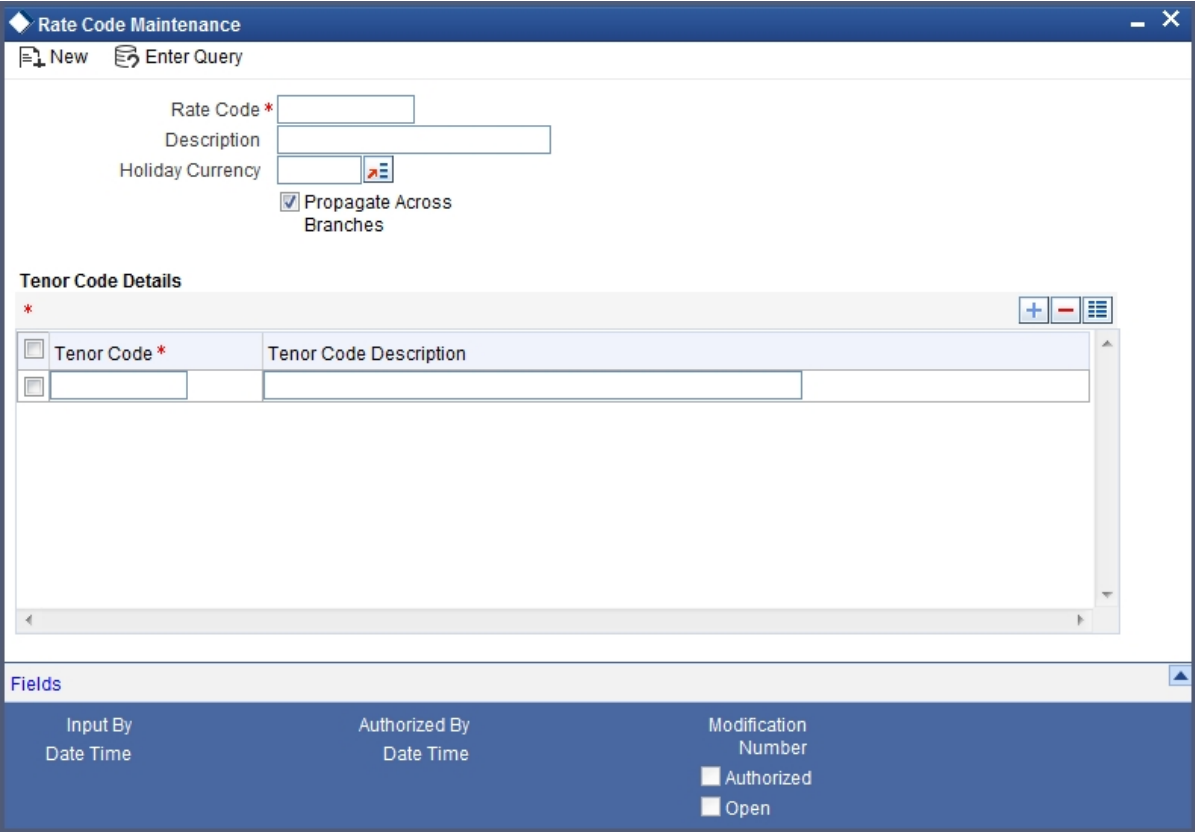 Rate Code Maintenance
New Enter Query
Rate Code *
Description
Holiday Currency
Propagate Across
Branches
Tenor Code Details
*
Tenor Code * Tenor Code Description
Fields
Input By Authorized By Modification
Number
Date Time Date Time
Authorized
Open